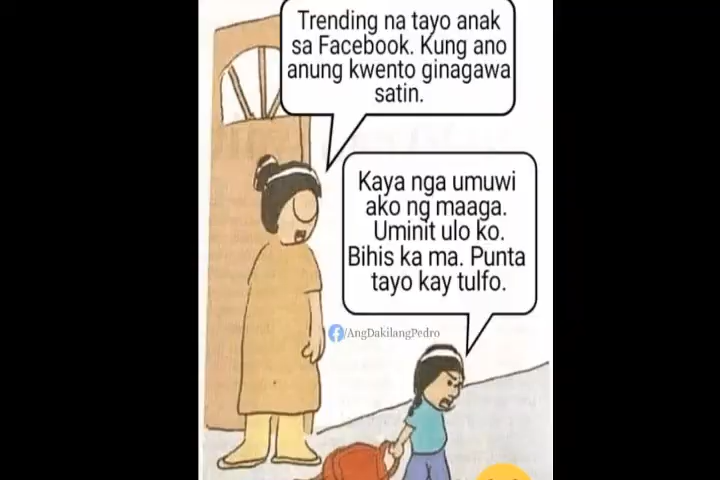 Trending na tayo anak
sa Facebook. Kung ano
anung kwento ginagawa
satin.
Kaya nga umuwi
ako ng maaga.
Uminit ulo ko.
Bihis ka ma. Punta
tayo kay tulfo.
/AngDakilangPedro